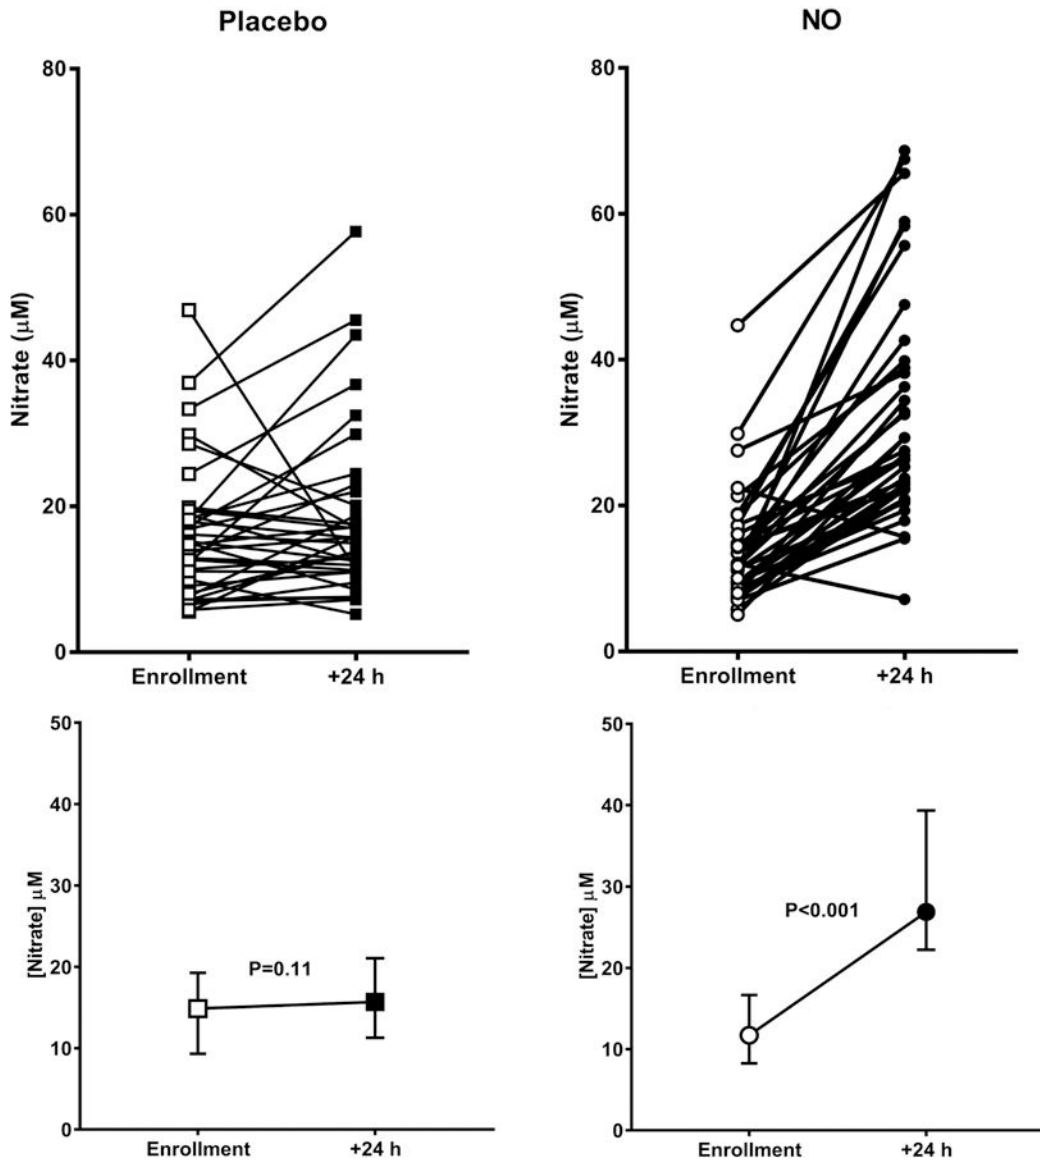 Placebo
NO
80
60
40
20
0
Nitrate (μM)
Enrollment
+24 h
80
60
40
20
0
Nitrate (μM)
Enrollment
+24 h
50
40
30
20
10
0
[Nitrate] μM
P=0.11
Enrollment
+24 h
50
40
30
20
10
0
[Nitrate] μM
P<0.001
Enrollment
+24 h